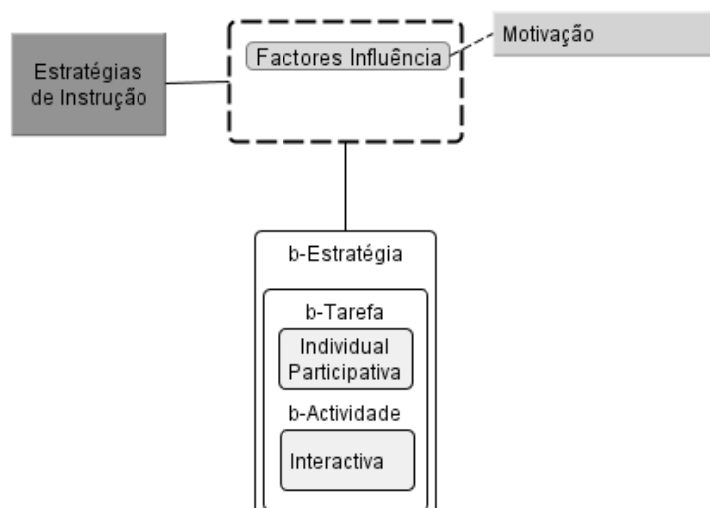 Estratégias
de Instrução
Factores Influência
Motivação
b-Estratégia
b-Tarefa
Individual
Participativa
b-Actividade
Interactiva